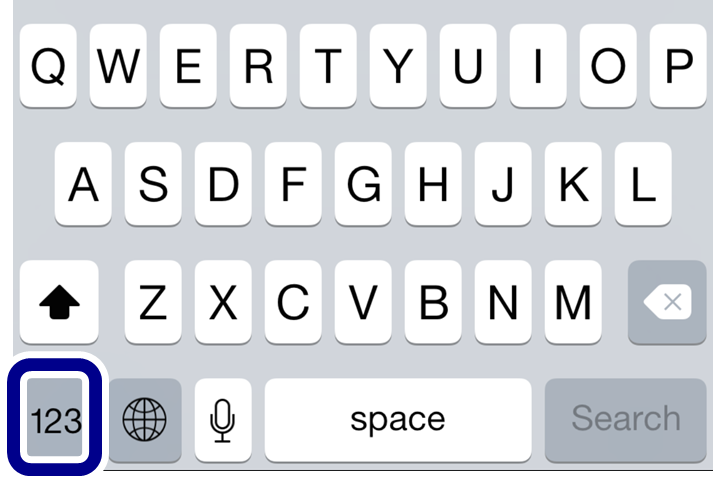 Q W E R T Y U I O P
A S D F G H J K L
Z X C V B N M
123 space Search